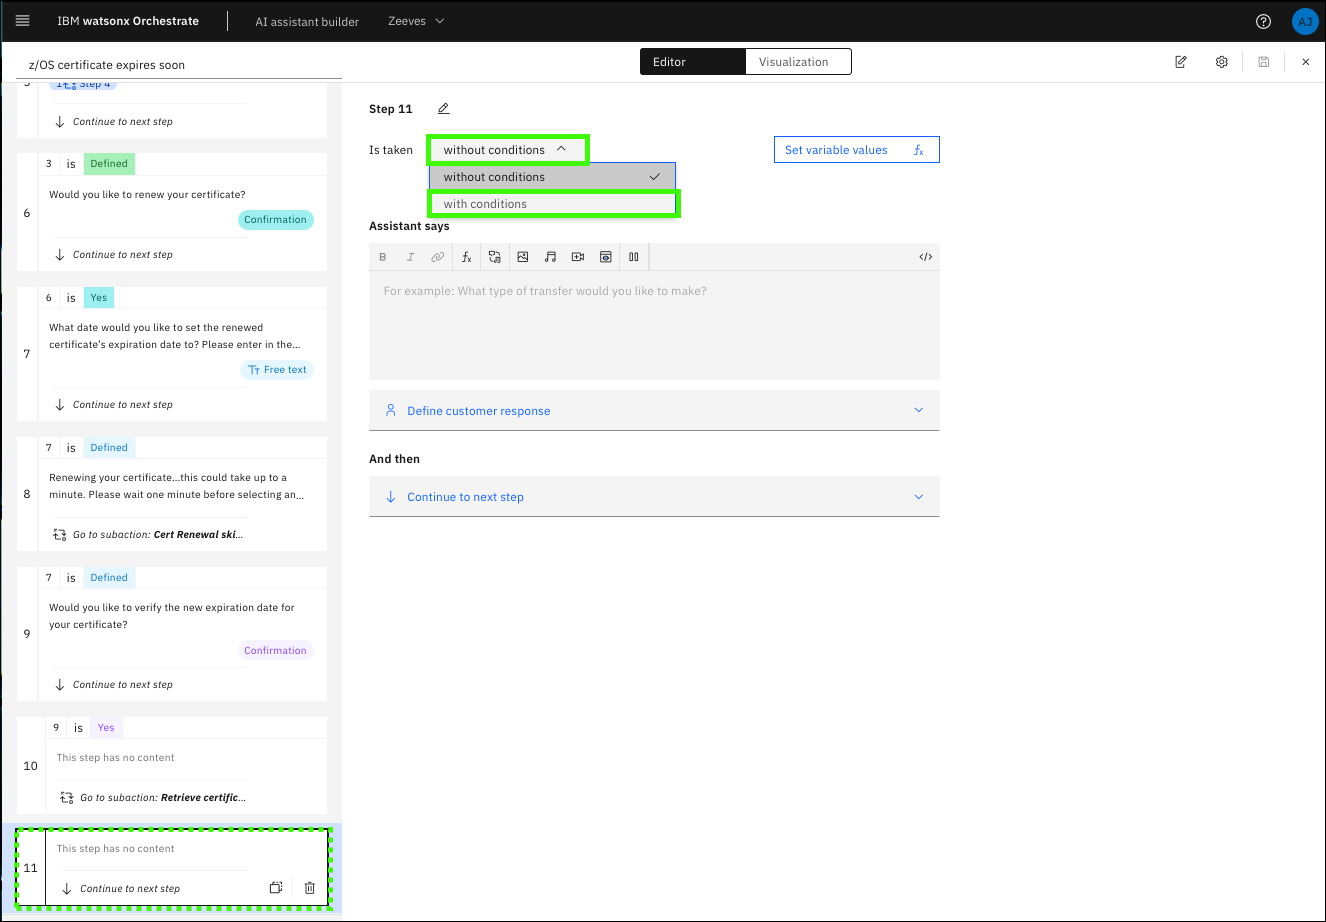 IBM watsonx Orchestrate
AI assistant builder
Zeeves
AJ
z/OS certificate expires soon
Editor
Visualization
Step 4
Continue to next step
3 is Defined
6
Would you like to renew your certificate?
Confirmation
Continue to next step
6 is Yes
7
What date would you like to set the renewed
certificate's expiration date to? Please enter in the...
Free text
Continue to next step
7 is Defined
8
Renewing your certificate...this could take up to a
minute. Please wait one minute before selecting an...
Go to subaction: Cert Renewal ski...
7 is Defined
9
Would you like to verify the new expiration date for
your certificate?
Confirmation
Continue to next step
9 is Yes
10
This step has no content
Go to subaction: Retrieve certific...
11
This step has no content
Continue to next step
Step 11
Is taken
without conditions
Set variable values fx
without conditions
with conditions
Assistant says
B I fx </>
For example: What type of transfer would you like to make?
Define customer response
And then
Continue to next step